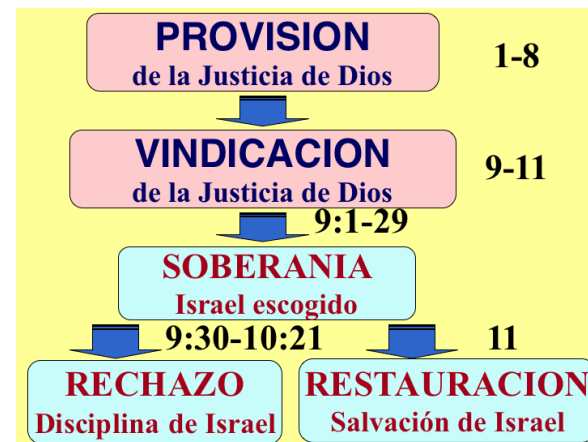 PROVISION
de la Justicia de Dios
1-8
VINDICACION
de la Justicia de Dios
9-11
9:1-29
SOBERANIA
Israel escogido
9:30-10:21
11
RECHAZO
Disciplina de Israel
RESTAURACION
Salvación de Israel